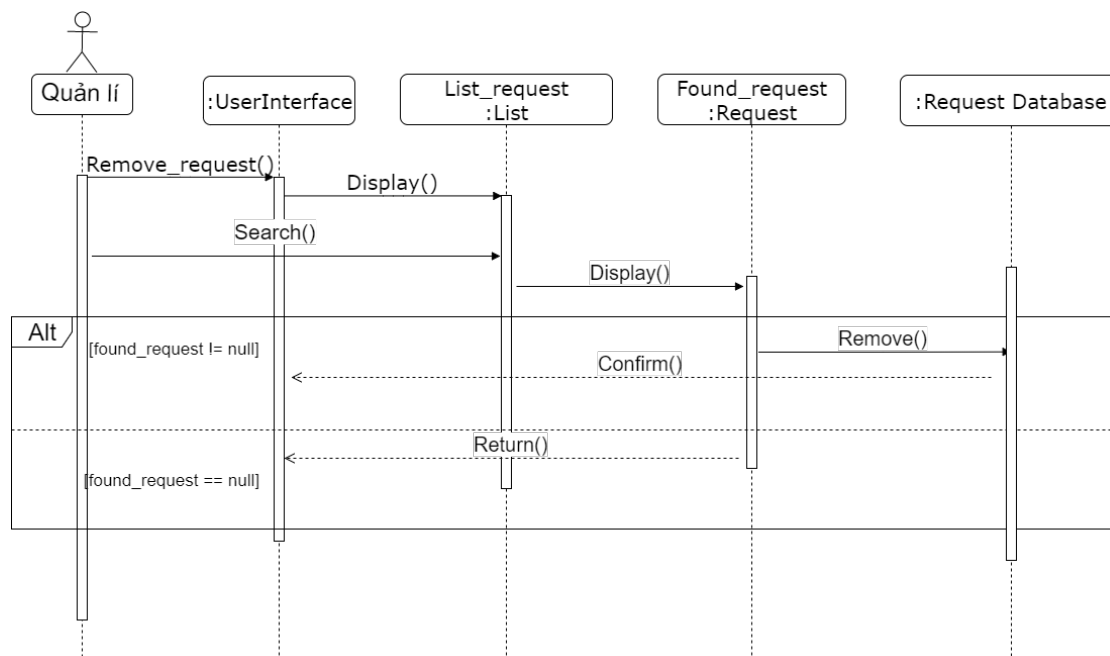 Quản lí
:UserInterface
List_request
:List
Found_request
:Request
:Request Database
Remove_request()
Display()
Search()
Display()
Alt
[found_request != null]
Remove()
Confirm()
Return()
[found_request == null]